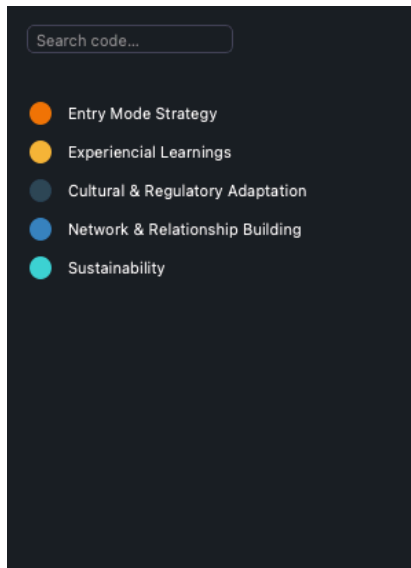 Search code...
Entry Mode Strategy
Experiencial Learnings
Cultural & Regulatory Adaptation
Network & Relationship Building
Sustainability